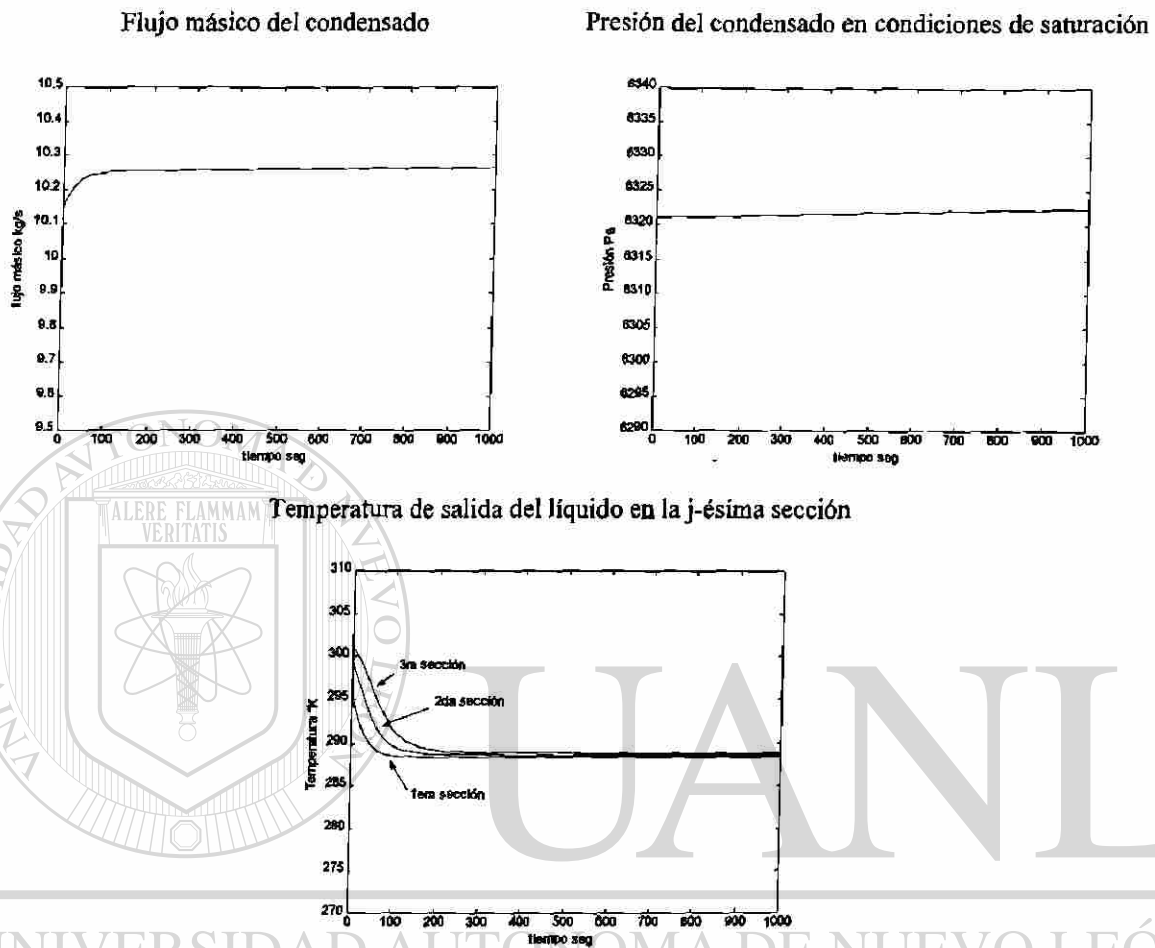 Flujo másico del condensado
Presión del condensado en condiciones de saturación
10.5
10.4
10.3
10.2
10.1
10
9.9
9.8
9.7
9.6
9.5
flujo másico kg/s
0 100 200 300 400 500 600 700 800 900 1000
tiempo seg
6340
6335
6330
6325
6320
6315
6310
6305
6300
6295
6290
Presión Pa
0 100 200 300 400 500 600 700 800 900 1000
tiempo seg
Temperatura de salida del líquido en la j-ésima sección
310
305
300
295
290
285
280
275
270
Temperatura °K
3ra sección
2da sección
1era sección
0 100 200 300 400 500 600 700 800 900 1000
tiempo seg
ALERE FLAMMAM
VERITATIS
UANL
UNIVERSIDAD AUTÓNOMA DE NUEVO LEÓN